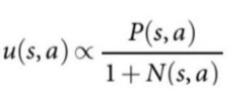 u(s,a) ∝ P(s,a) / 1 + N(s,a)